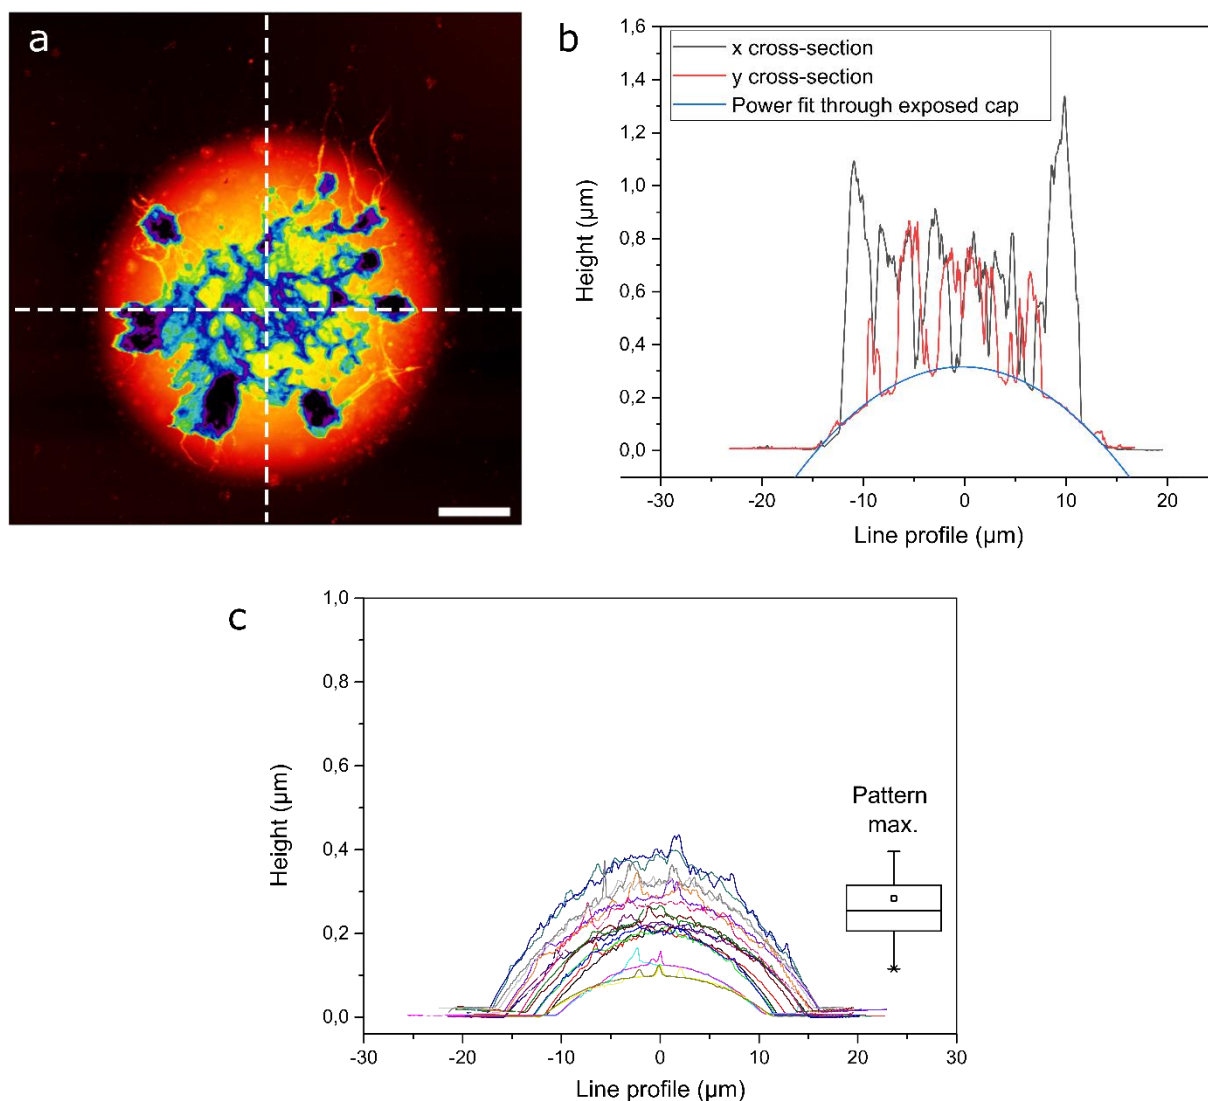 a
b
1,6
1,4
1,2
1,0
0,8
0,6
0,4
0,2
0,0
Height (µm)
x cross-section
y cross-section
Power fit through exposed cap
-30
-20
-10
0
10
20
Line profile (µm)
c
1,0
0,8
0,6
0,4
0,2
0,0
Height (µm)
Pattern
max.
-30
-20
-10
0
10
20
30
Line profile (µm)